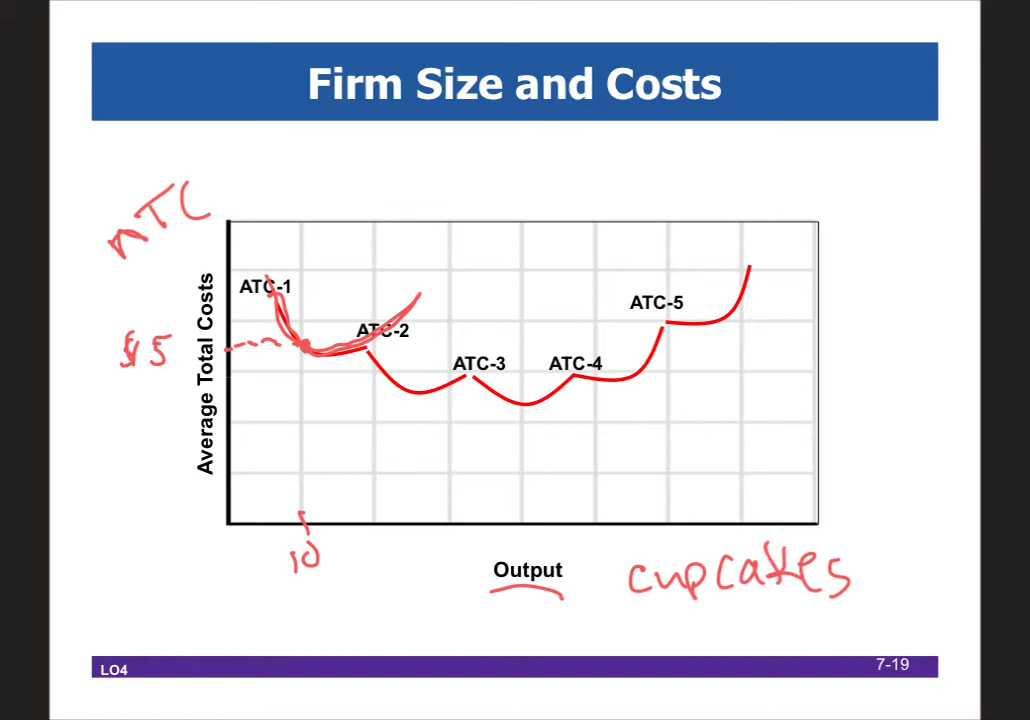 Firm Size and Costs
ATC
Average Total Costs
$5
ATC-1
ATC-2
ATC-3
ATC-4
ATC-5
10
Output
cupcakes
LO4
7-19